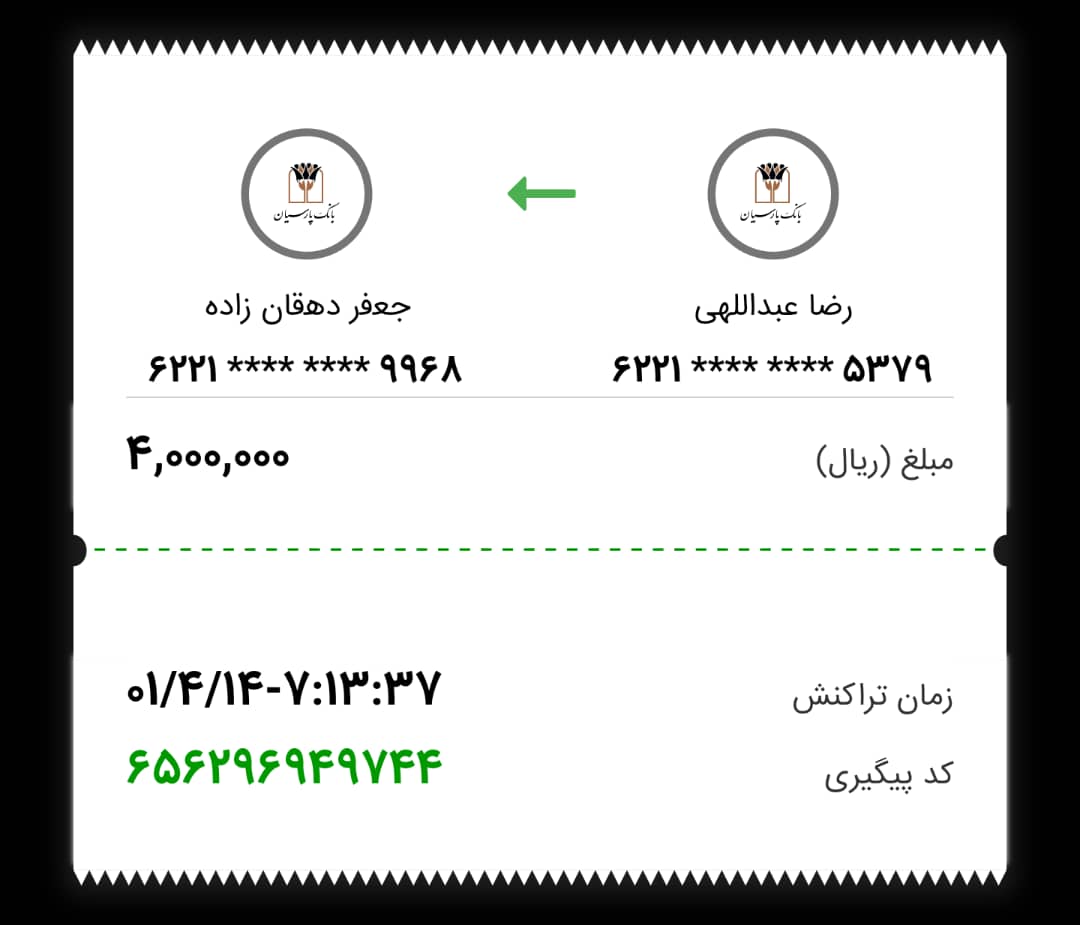 بانک پارسیان
بانک پارسیان
رضا عبداللهی
جعفر دهقان زاده
۶۲۲۱ **** **** ۵۳۷۹
۶۲۲۱ **** **** ۹۹۶۸
مبلغ (ریال)
۴,۰۰۰,۰۰۰
زمان تراکنش
۰۱/۴/۱۴-۷:۱۳:۳۷
کد پیگیری
۶۵۶۲۹۶۹۴۹۷۴۴